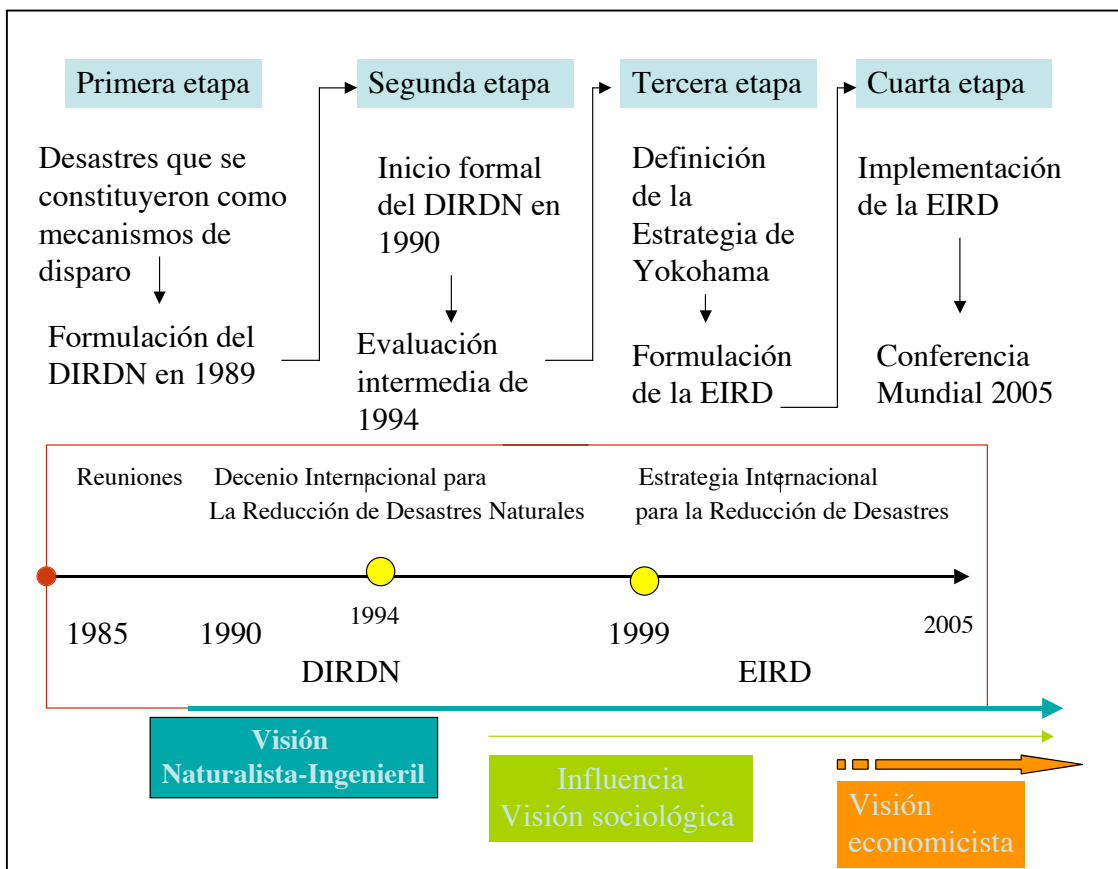 Primera etapa
Desastres que se
constituyeron como
mecanismos de
disparo
Formulación del
DIRDN en 1989
Segunda etapa
Inicio formal
del DIRDN en
1990
Evaluación
intermedia de
1994
Tercera etapa
Definición
de la
Estrategia de
Yokohama
Formulación
de la EIRD
Cuarta etapa
Implementación
de la EIRD
Conferencia
Mundial 2005
Reuniones
Decenio Internacional para
La Reducción de Desastres Naturales
Estrategia Internacional
para la Reducción de Desastres
1985
1990
1994
1999
2005
DIRDN
EIRD
Visión
Naturalista-Ingenieril
Influencia
Visión sociológica
Visión
economicista